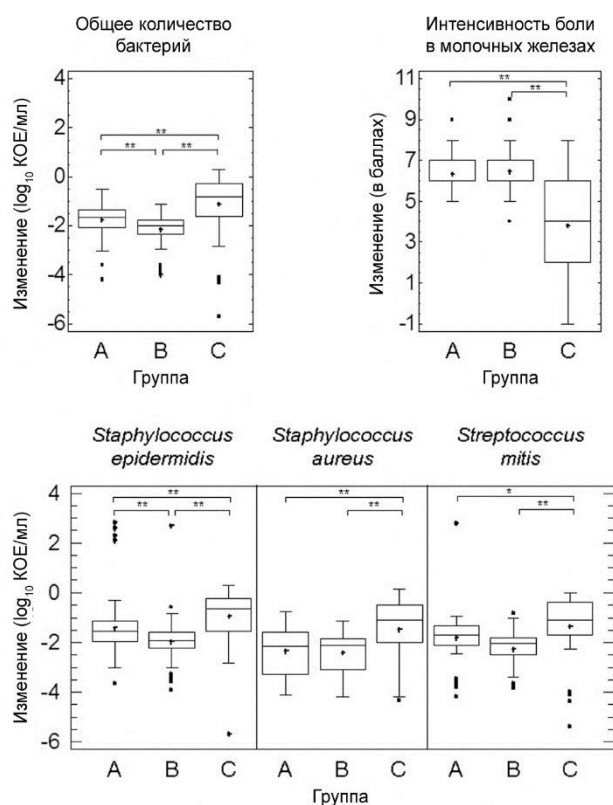 Общее количество
бактерий
Изменение (log₁₀ КОЕ/мл)
4
2
0
-2
-4
-6
**
** **
A B C
Группа
Интенсивность боли
в молочных железах
Изменение (в баллах)
11
9
7
5
3
1
-1
**
**
A B C
Группа
Staphylococcus
epidermidis
Staphylococcus
aureus
Streptococcus
mitis
Изменение (log₁₀ КОЕ/мл)
4
2
0
-2
-4
-6
**
** **
**
**
*
**
A B C A B C A B C
Группа